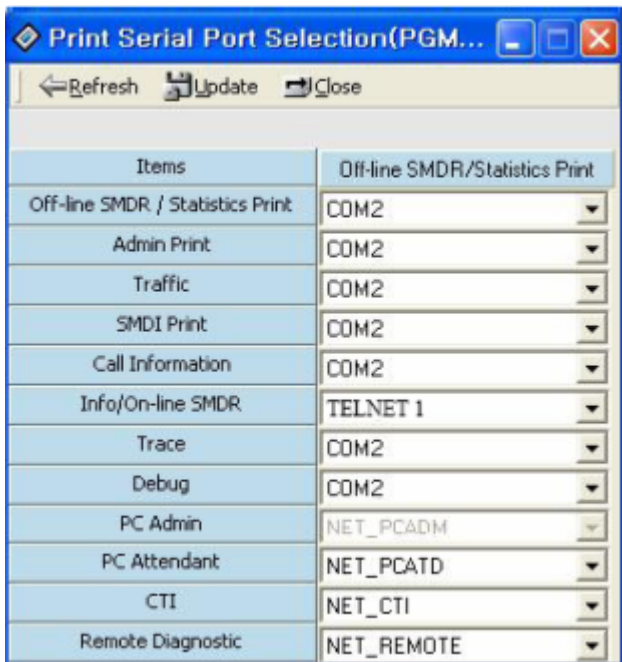 Print Serial Port Selection(PGM...
Refresh Update Close
Items Off-line SMDR/Statistics Print
Off-line SMDR / Statistics Print COM2
Admin Print COM2
Traffic COM2
SMDI Print COM2
Call Information COM2
Info/On-line SMDR TELNET 1
Trace COM2
Debug COM2
PC Admin NET_PCADM
PC Attendant NET_PCATD
CTI NET_CTI
Remote Diagnostic NET_REMOTE